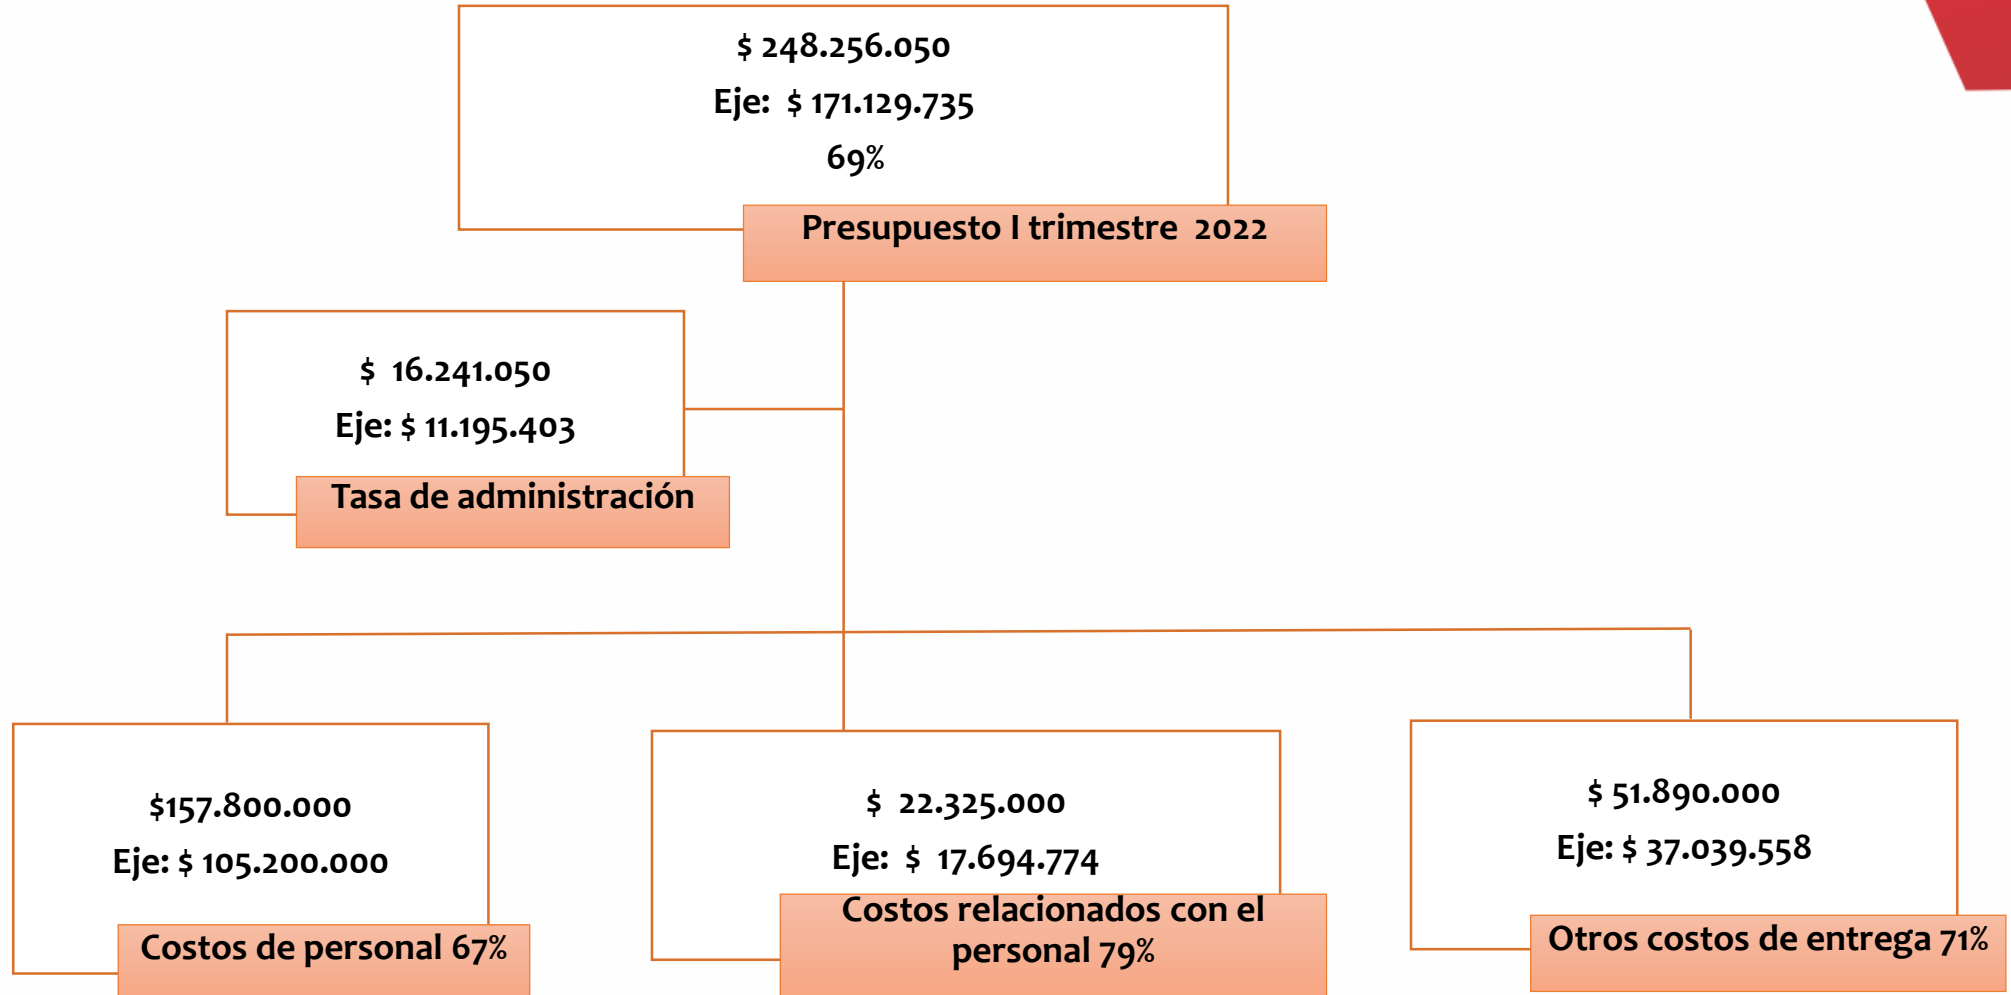 $ 248.256.050
Eje: $ 171.129.735
69%
Presupuesto I trimestre 2022
$ 16.241.050
Eje: $ 11.195.403
Tasa de administración
$157.800.000
Eje: $ 105.200.000
Costos de personal 67%
$ 22.325.000
Eje: $ 17.694.774
Costos relacionados con el
personal 79%
$ 51.890.000
Eje: $ 37.039.558
Otros costos de entrega 71%